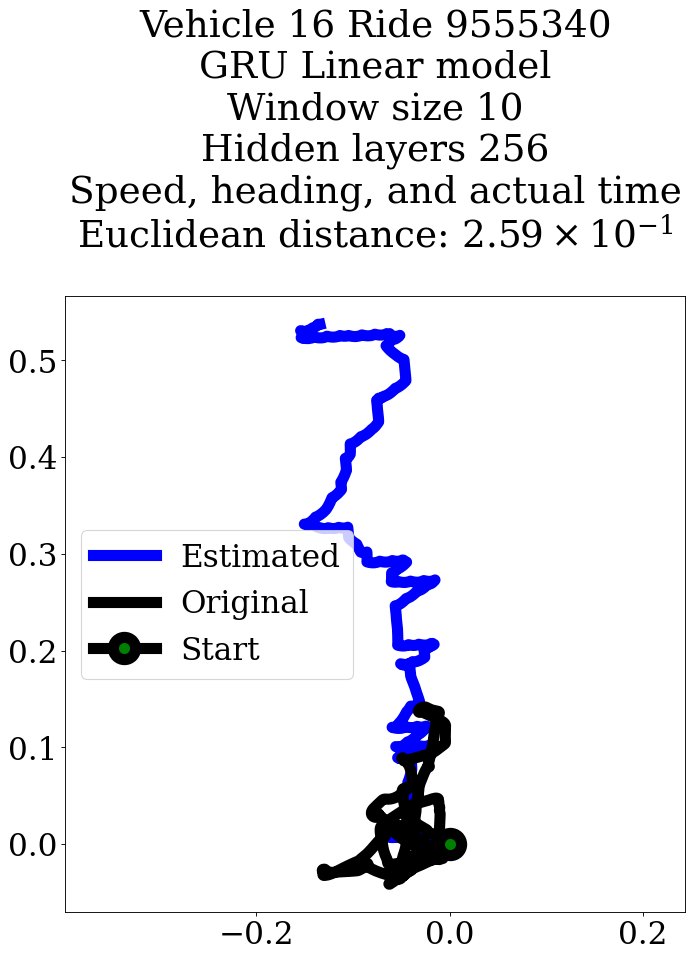 Vehicle 16 Ride 9555340
GRU Linear model
Window size 10
Hidden layers 256
Speed, heading, and actual time
Euclidean distance: 2.59 × 10⁻¹
0.5
0.4
0.3
0.2
0.1
0.0
Estimated
Original
Start
−0.2
0.0
0.2